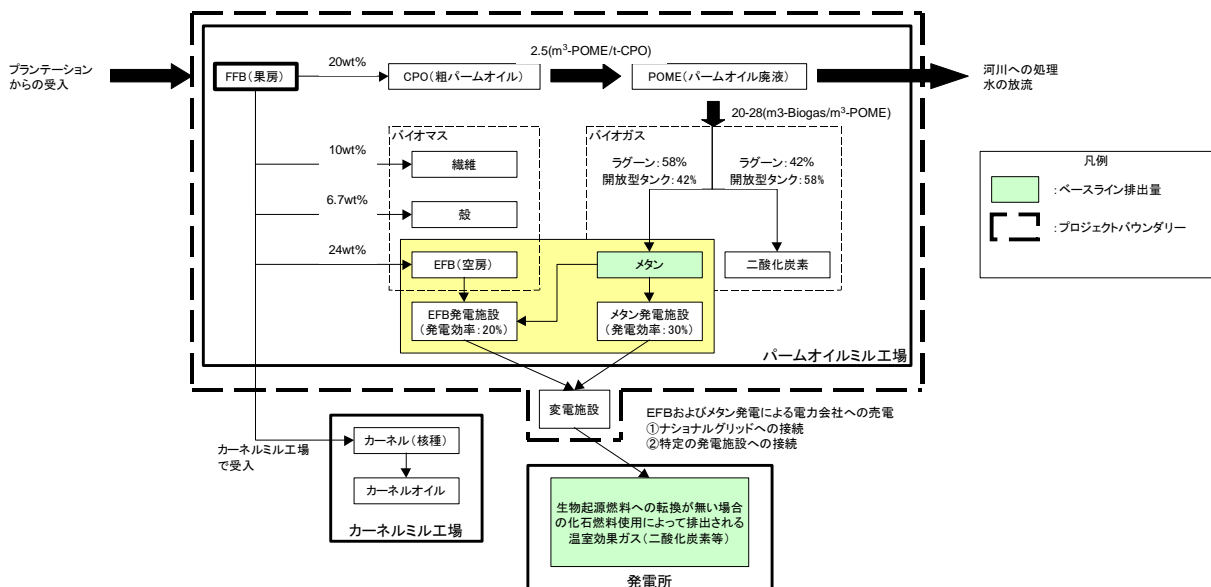 2.5(m³-POME/t-CPO)
プランテーション
からの受入
FFB(果房)
20wt%
CPO(粗パームオイル)
POME(パームオイル廃液)
河川への処理
水の放流
20-28(m3-Biogas/m³-POME)
バイオマス
バイオガス
10wt%
繊維
ラグーン:58%
開放型タンク:42%
ラグーン:42%
開放型タンク:58%
6.7wt%
殻
24wt%
EFB(空房)
メタン
二酸化炭素
EFB発電施設
(発電効率:20%)
メタン発電施設
(発電効率:30%)
パームオイルミル工場
凡例
:ベースライン排出量
:プロジェクトバウンダリー
変電施設
EFBおよびメタン発電による電力会社への売電
①ナショナルグリッドへの接続
②特定の発電施設への接続
カーネルミル工場
で受入
カーネル(核種)
カーネルオイル
カーネルミル工場
生物起源燃料への転換が無い場合
の化石燃料使用によって排出される
温室効果ガス(二酸化炭素等)
発電所